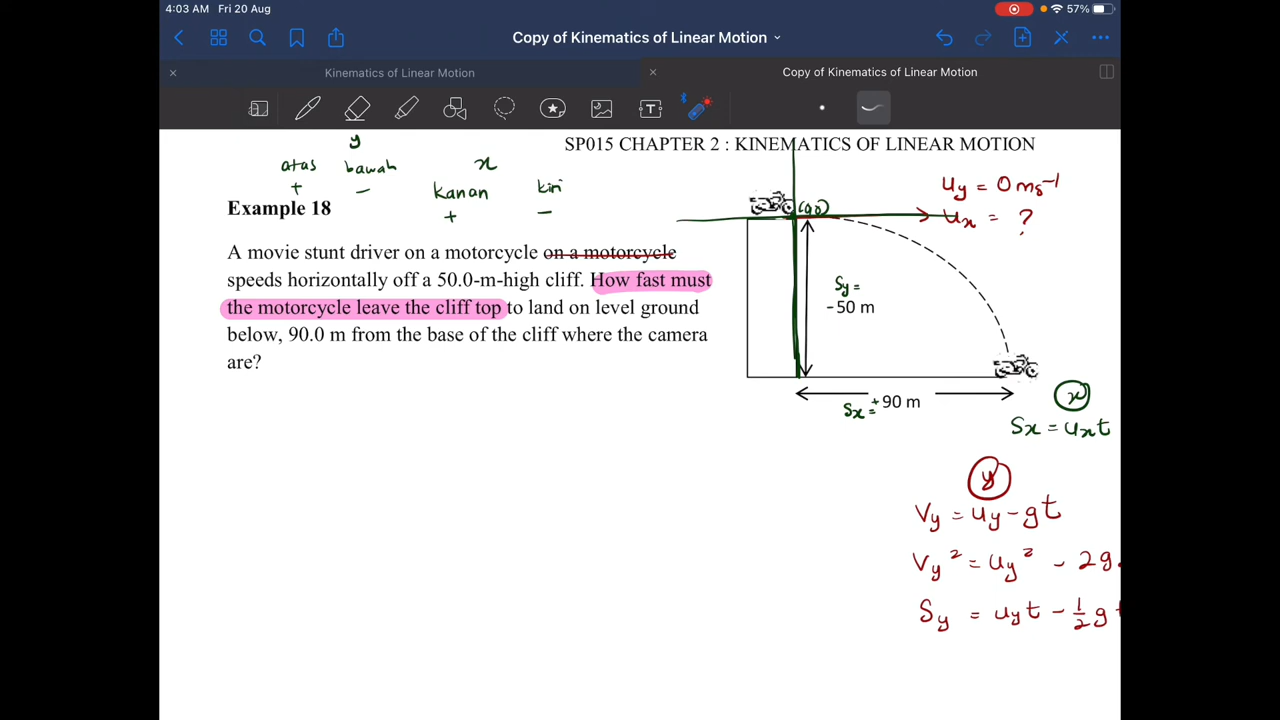 4:03 AM Fri 20 Aug
57%
Copy of Kinematics of Linear Motion
Kinematics of Linear Motion
Copy of Kinematics of Linear Motion
SP015 CHAPTER 2 : KINEMATICS OF LINEAR MOTION
y
atas bawah
+ −
x
kanan kiri
+ −
Example 18
A movie stunt driver on a motorcycle on a motorcycle
speeds horizontally off a 50.0-m-high cliff. How fast must
the motorcycle leave the cliff top to land on level ground
below, 90.0 m from the base of the cliff where the camera
are?
uy = 0 ms⁻¹
ux = ?
Sy =
-50 m
Sx = +90 m
x
Sx = uxt
y
Vy = uy − gt
Vy² = uy² − 2g
Sy = uyt − ½g